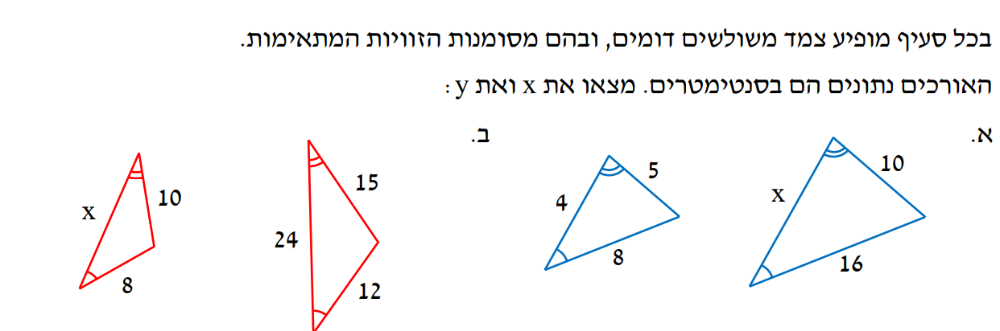 בכל סעיף מופיע צמד משולשים דומים, ובהם מסומנות הזוויות המתאימות.
האורכים נתונים הם בסנטימטרים. מצאו את x ואת y:
א.
10
x
16
5
4
8
ב.
15
24
12
10
x
8